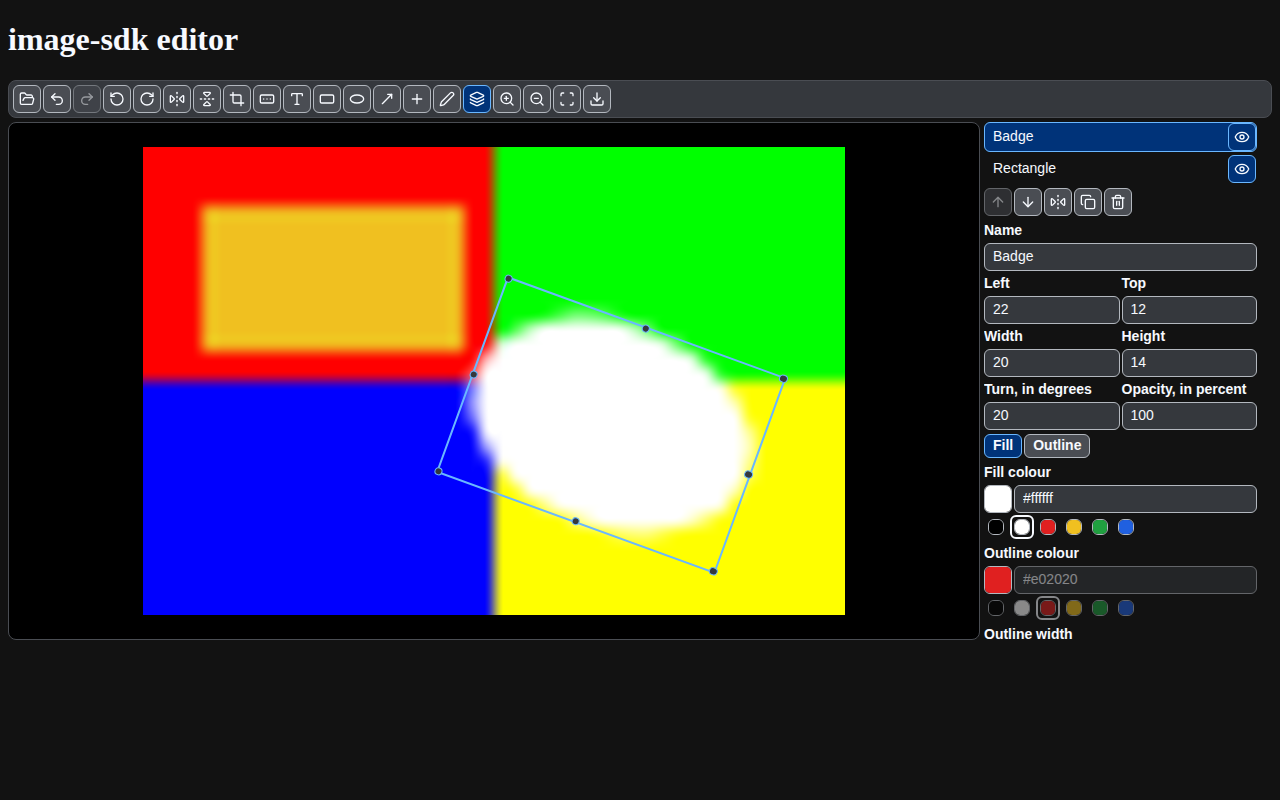 image-sdk editor
Badge
Rectangle
Name
Badge
Left Top
22 12
Width Height
20 14
Turn, in degrees Opacity, in percent
20 100
Fill Outline
Fill colour
#ffffff
Outline colour
#e02020
Outline width